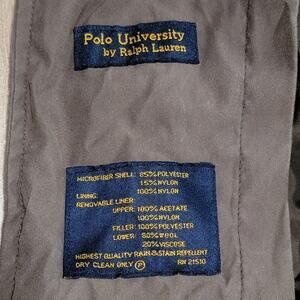 Polo University
by Ralph Lauren
MICROFIBER SHELL: 85% POLYESTER
15% NYLON
LINING: 100% NYLON
REMOVABLE LINER:
UPPER: 100% ACETATE
100% NYLON
FILLER: 100% POLYESTER
LOWER: 80% WOOL
20% VISCOSE
HIGHEST QUALITY RAIN & STAIN REPELLENT
DRY CLEAN ONLY P RN 21510